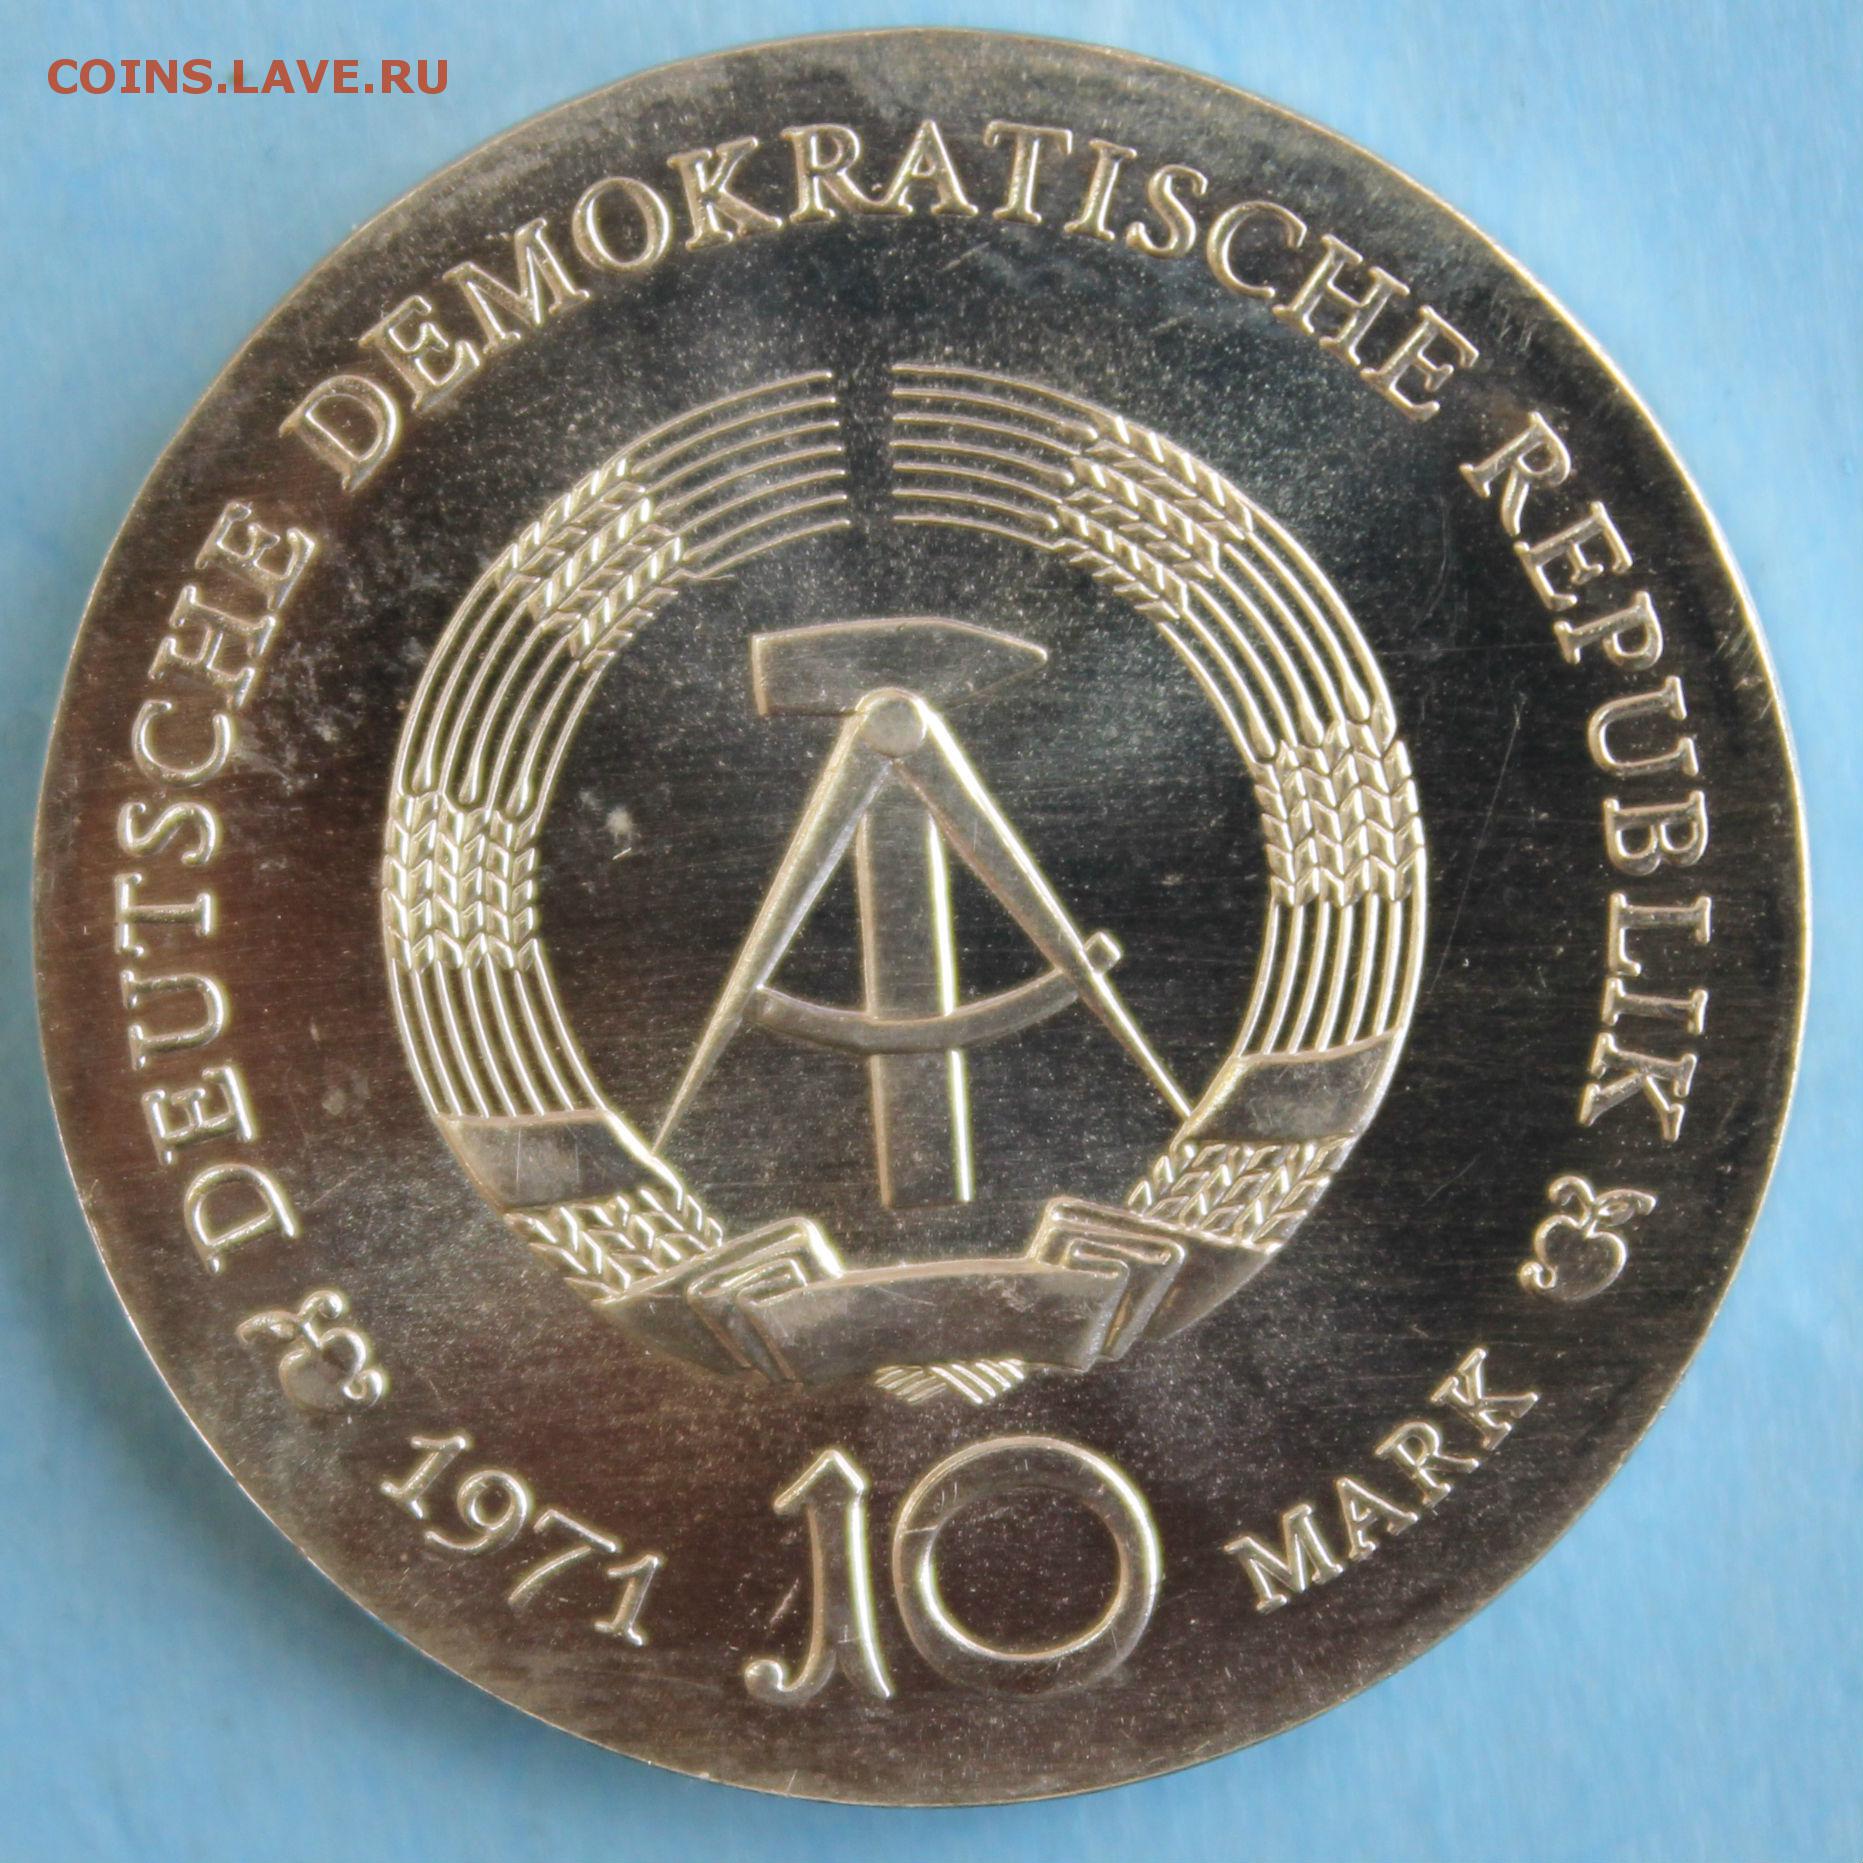 COINS.LAVE.RU
DEUTSCHE DEMOKRATISCHE REPUBLIK
1971 10 MARK